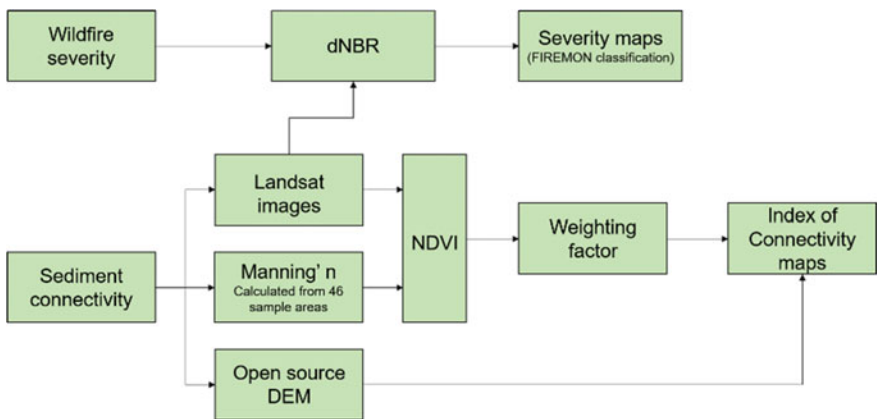 Wildfire
severity
dNBR
Severity maps
(FIREMON classification)
Landsat
images
NDVI
Weighting
factor
Index of
Connectivity
maps
Sediment
connectivity
Manning' n
Calculated from 46
sample areas
Open source
DEM